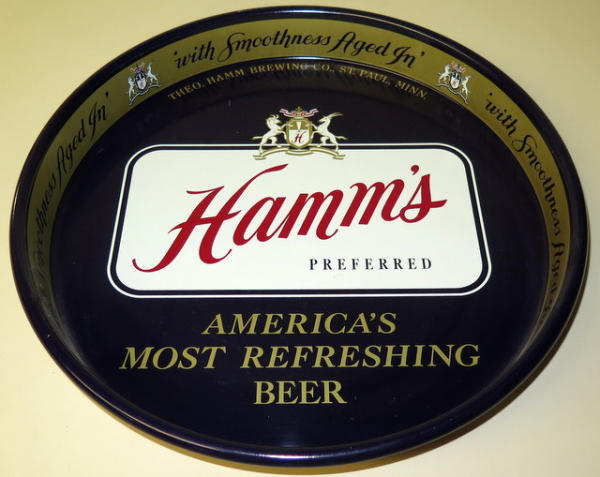 'with Smoothness Aged In'
'with Smoothness Aged In'
'with Smoothness Aged In'
THEO. HAMM BREWING CO., ST. PAUL, MINN.
H
Hamm's
PREFERRED
AMERICA'S
MOST REFRESHING
BEER